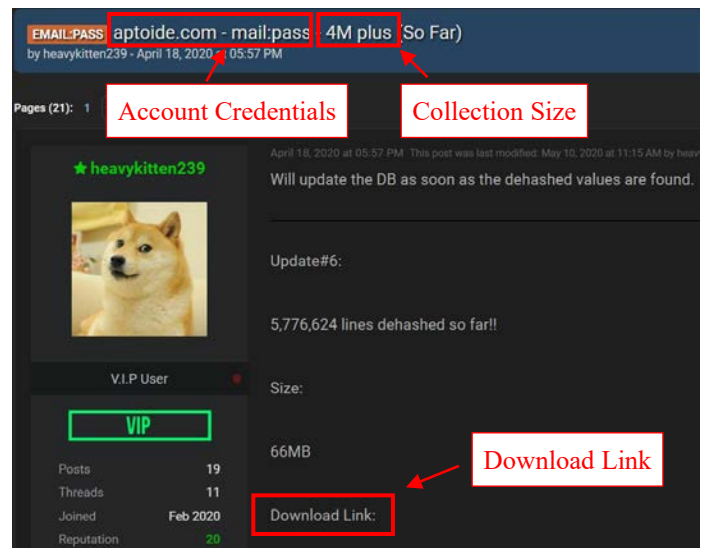 EMAIL:PASS aptoide.com - mail:pass - 4M plus (So Far)
by heavykitten239 - April 18, 2020 at 05:57 PM
Account Credentials
Collection Size
Pages (21): 1
April 18, 2020 at 05:57 PM This post was last modified: May 10, 2020 at 11:15 AM by heav
heavykitten239
Will update the DB as soon as the dehashed values are found.
Update#6:
5,776,624 lines dehashed so far!!
V.I.P User
Size:
VIP
66MB
Download Link
Posts 19
Threads 11
Joined Feb 2020
Download Link:
Reputation 20